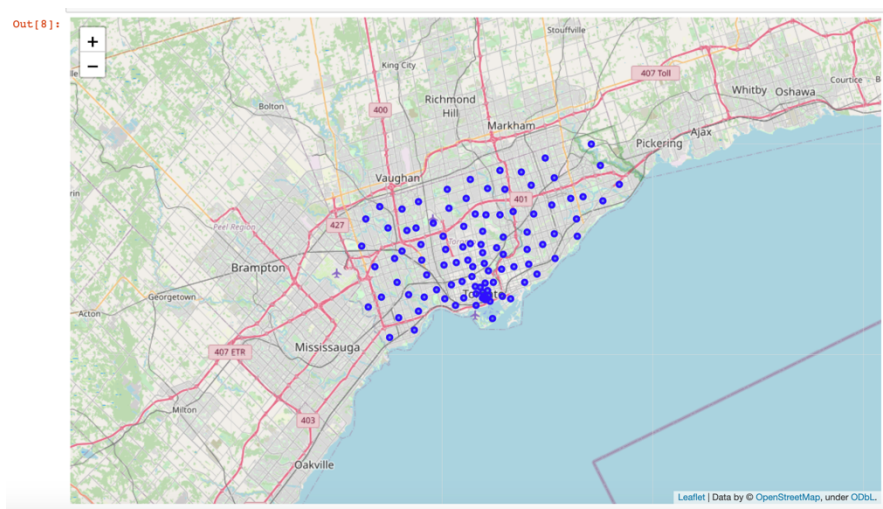 Out[8]:
+
−
Stouffville
King City
407 Toll
Whitby
Oshawa
Courtice
Bolton
400
Richmond
Hill
Markham
Ajax
Pickering
Vaughan
401
427
Peel Region
Brampton
Georgetown
Acton
407 ETR
Mississauga
Milton
403
Oakville
Leaflet | Data by © OpenStreetMap, under ODbL.